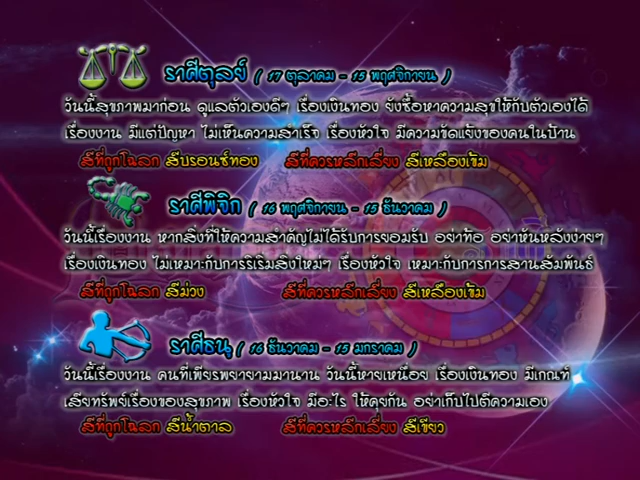 ราศีตุลย์ ( 17 ตุลาคม - 15 พฤศจิกายน )
วันนี้สุขภาพมาก่อน ดูแลตัวเองดีๆ เรื่องเงินทอง ยังซื้อหาความสุขให้กับตัวเองได้
เรื่องงาน มีแต่ปัญหา ไม่เห็นความสำเร็จ เรื่องหัวใจ มีความขัดแย้งของคนในบ้าน
สีที่ถูกโฉลก สีบรอนซ์ทอง สีที่ควรหลีกเลี่ยง สีเหลืองเข้ม
ราศีพิจิก ( 16 พฤศจิกายน - 15 ธันวาคม )
วันนี้เรื่องงาน หากสิ่งที่ให้ความสำคัญไม่ได้รับการยอมรับ อย่าท้อ อย่าหันหลังง่ายๆ
เรื่องเงินทอง ไม่เหมาะกับการริเริ่มสิ่งใหม่ๆ เรื่องหัวใจ เหมาะกับการการสานสัมพันธ์
สีที่ถูกโฉลก สีม่วง สีที่ควรหลีกเลี่ยง สีเหลืองเข้ม
ราศีธนู ( 16 ธันวาคม - 15 มกราคม )
วันนี้เรื่องงาน คนที่เพียรพยายามมานาน วันนี้หายเหนื่อย เรื่องเงินทอง มีเกณฑ์
เสียทรัพย์เรื่องของสุขภาพ เรื่องหัวใจ มีอะไร ให้คุยกัน อย่าเก็บไปตีความเอง
สีที่ถูกโฉลก สีน้ำตาล สีที่ควรหลีกเลี่ยง สีเขียว